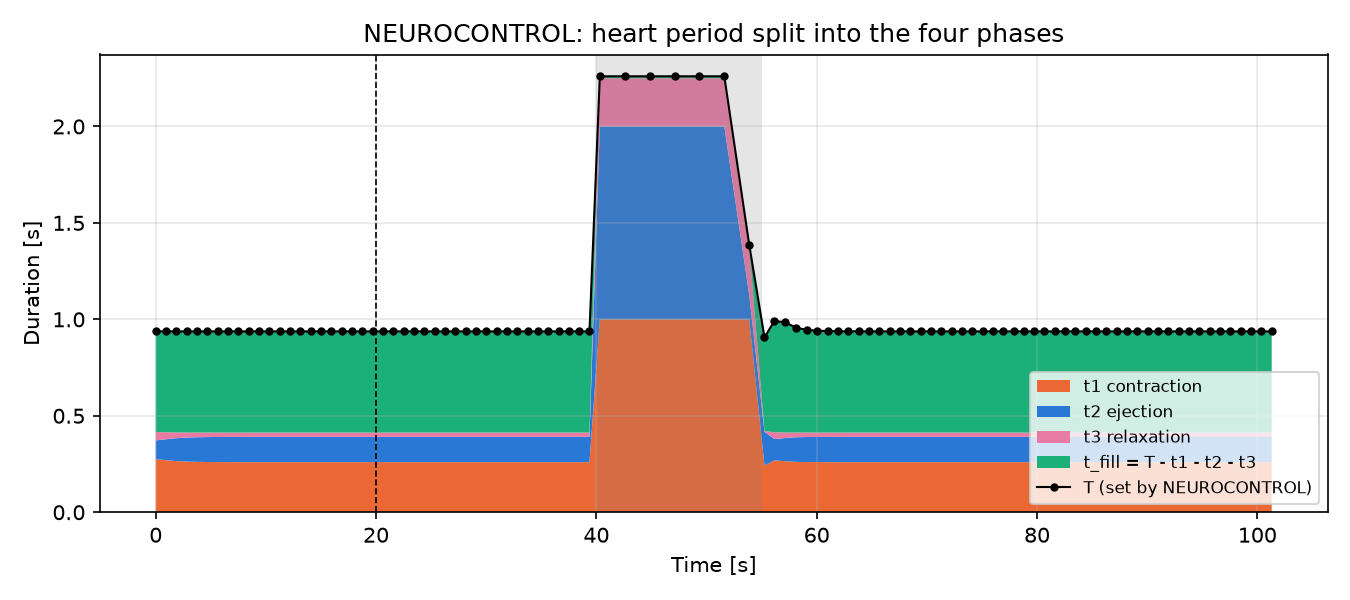 NEUROCONTROL: heart period split into the four phases
Duration [s]
2.0
1.5
1.0
0.5
0.0
t1 contraction
t2 ejection
t3 relaxation
t_fill = T - t1 - t2 - t3
T (set by NEUROCONTROL)
0 20 40 60 80 100
Time [s]